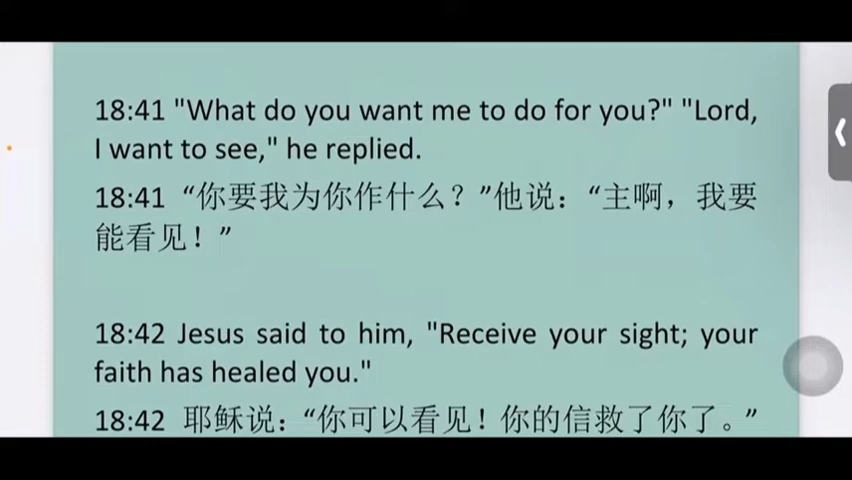 18:41 "What do you want me to do for you?" "Lord,
I want to see," he replied.
18:41 “你要我为你作什么？”他说：“主啊，我要
能看见！”
18:42 Jesus said to him, "Receive your sight; your
faith has healed you."
18:42 耶稣说：“你可以看见！你的信救了你了。”